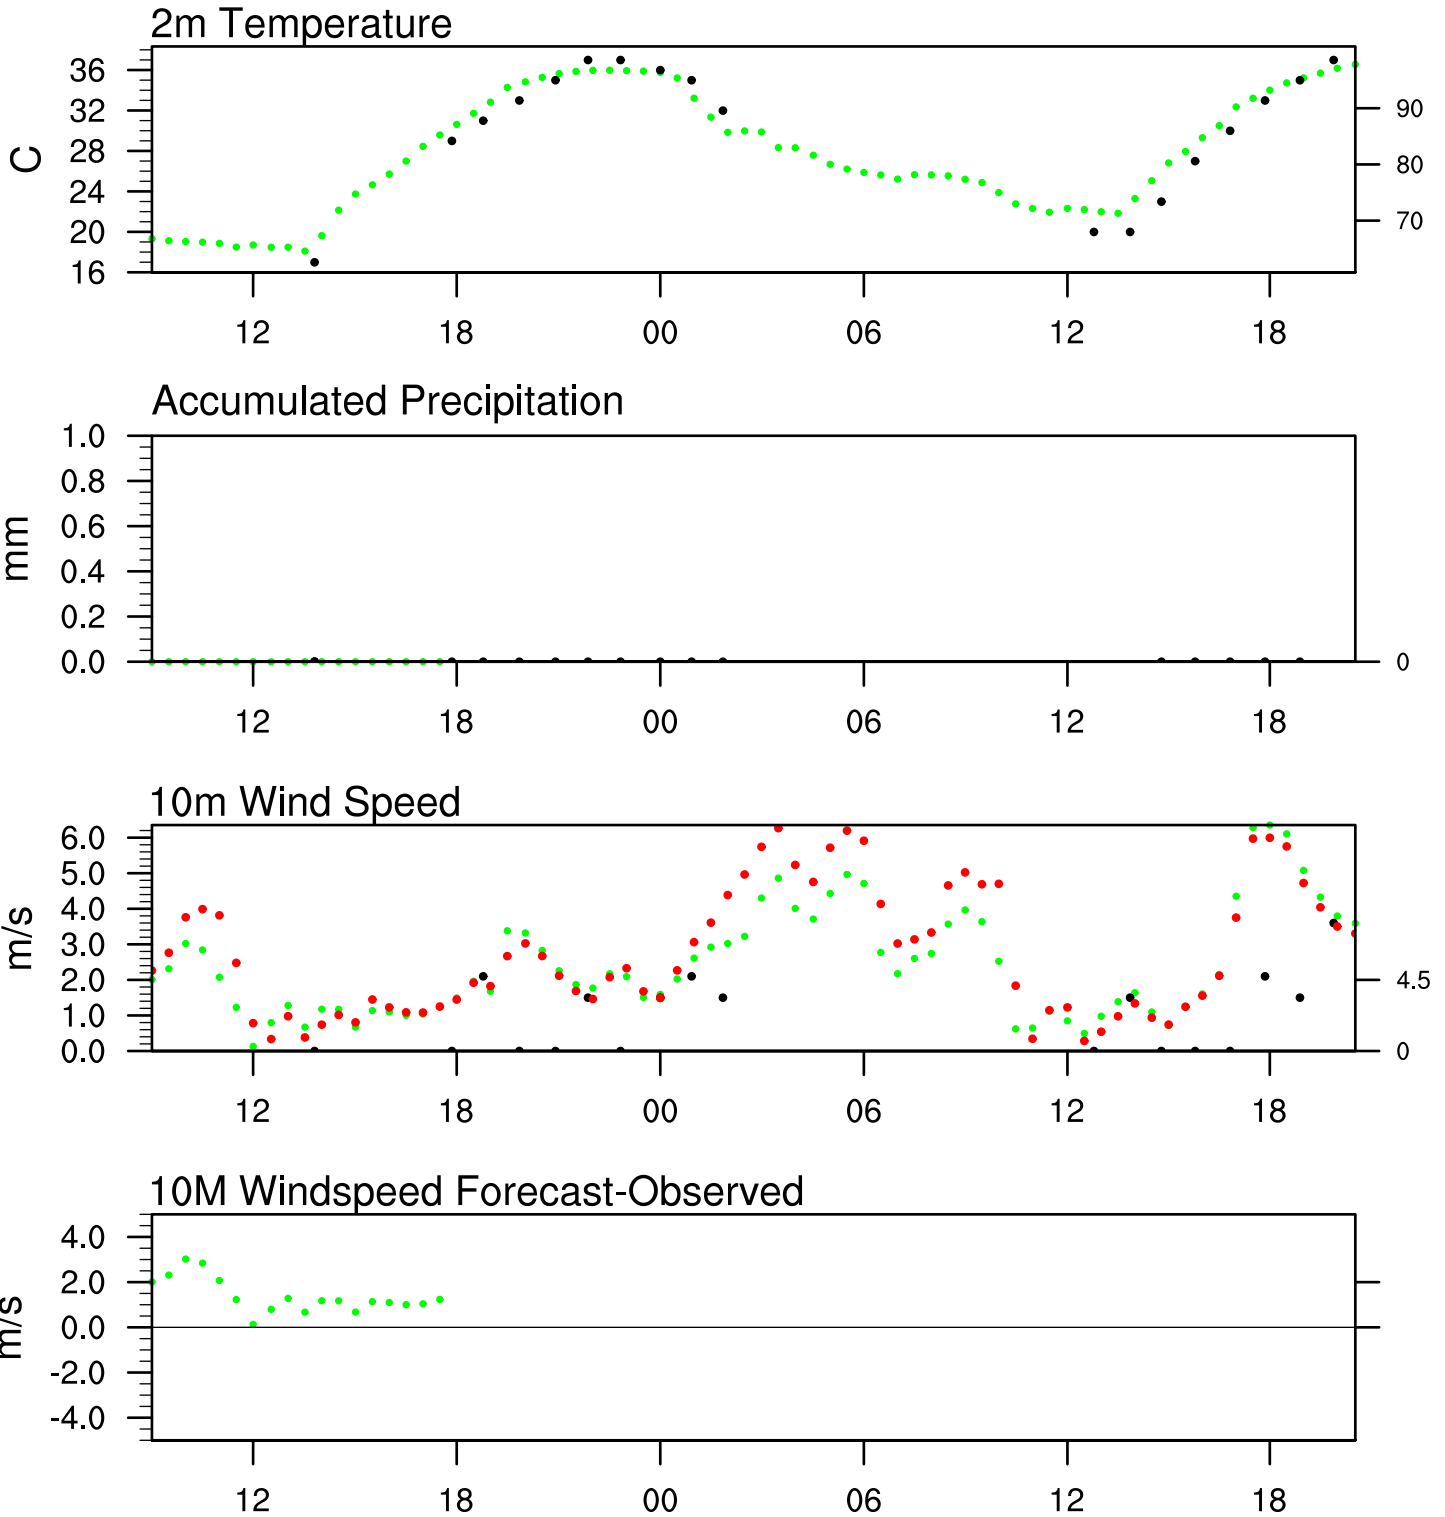 2m Temperature
C
36
32
28
24
20
16
90
80
70
12 18 00 06 12 18
Accumulated Precipitation
mm
1.0
0.8
0.6
0.4
0.2
0.0
0
12 18 00 06 12 18
10m Wind Speed
m/s
6.0
5.0
4.0
3.0
2.0
1.0
0.0
4.5
0
12 18 00 06 12 18
10M Windspeed Forecast-Observed
m/s
4.0
2.0
0.0
-2.0
-4.0
12 18 00 06 12 18